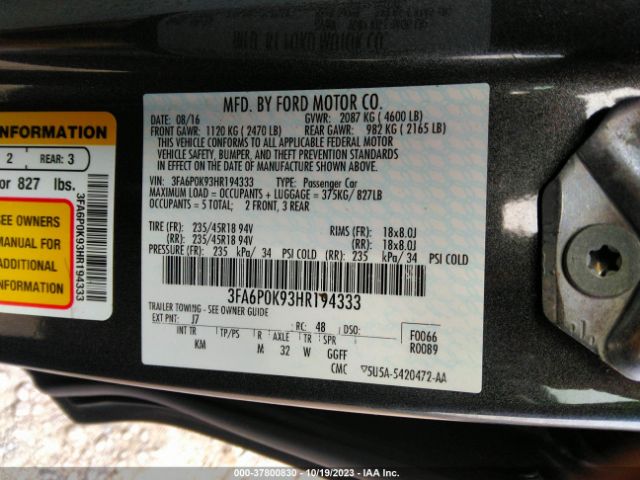 MFD. BY FORD MOTOR CO.
MFD. BY FORD MOTOR CO.
DATE: 08/16 GVWR: 2087 KG ( 4600 LB)
FRONT GAWR: 1120 KG ( 2470 LB) REAR GAWR: 982 KG ( 2165 LB)
THIS VEHICLE CONFORMS TO ALL APPLICABLE FEDERAL MOTOR
VEHICLE SAFETY, BUMPER, AND THEFT PREVENTION STANDARDS
IN EFFECT ON THE DATE OF MANUFACTURE SHOWN ABOVE.
VIN: 3FA6P0K93HR194333 TYPE: Passenger Car
MAXIMUM LOAD = OCCUPANTS + LUGGAGE = 375KG/827LB
OCCUPANTS = 5 TOTAL; 2 FRONT, 3 REAR
TIRE (FR): 235/45R18 94V RIMS (FR): 18x8.0J
(RR): 235/45R18 94V (RR): 18x8.0J
PRESSURE (FR): 235 kPa/ 34 PSI COLD (RR): 235 kPa/ 34 PSI COLD
3FA6P0K93HR194333
TRAILER TOWING - SEE OWNER GUIDE
EXT PNT: J7 RC: 48 DSO: F0066
INT TR TP/PS R AXLE TR SPR R0089
KM M 32 W GGFF
CMC 5U5A-5420472-AA
INFORMATION
2 REAR: 3
or 827 lbs.
SEE OWNERS
MANUAL FOR
ADDITIONAL
INFORMATION
3FA6P0K93HR194333
000-37800830 - 10/19/2023 - IAA.com